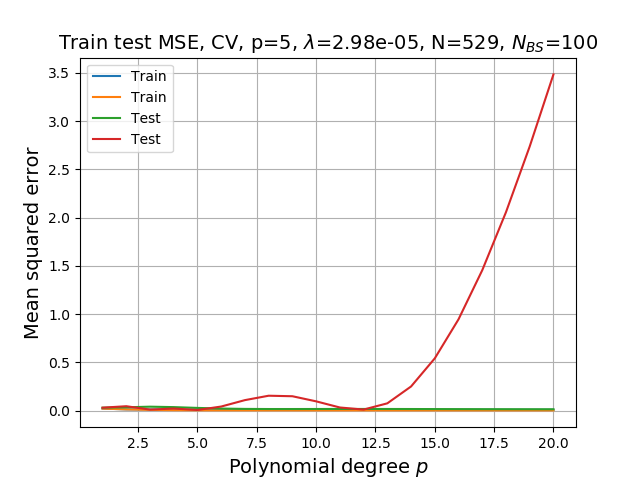 Train test MSE, CV, p=5, λ=2.98e-05, N=529, N_{BS}=100
Train
Train
Test
Test
Mean squared error
3.5
3.0
2.5
2.0
1.5
1.0
0.5
0.0
2.5 5.0 7.5 10.0 12.5 15.0 17.5 20.0
Polynomial degree p